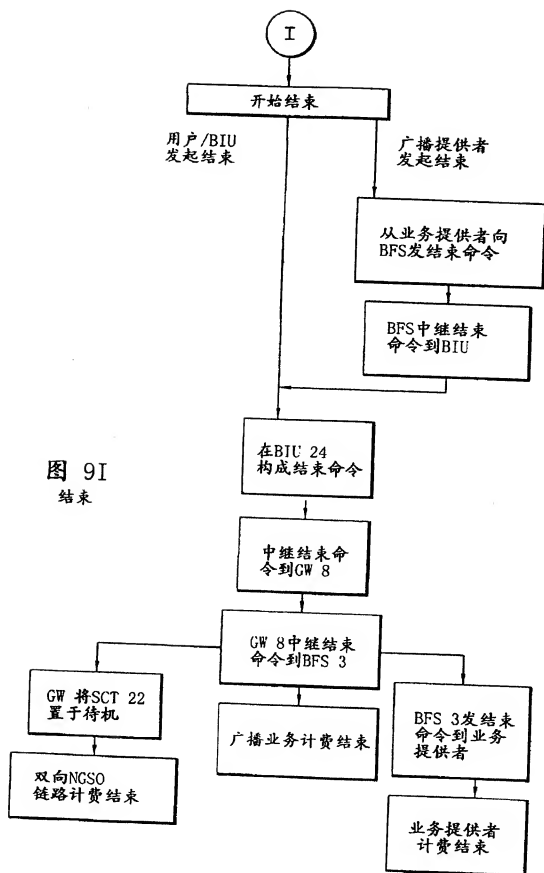 I
开始结束
用户/BIU
发起结束
广播提供者
发起结束
从业务提供者向
BFS发结束命令
BFS中继结束
命令到BIU
在BIU 24
构成结束命令
图 9I
结束
中继结束命
令到GW 8
GW 8中继结束
命令到BFS 3
GW 将SCT 22
置于待机
广播业务计费结束
BFS 3发结束
命令到业务
提供者
双向NGSO
链路计费结束
业务提供者
计费结束